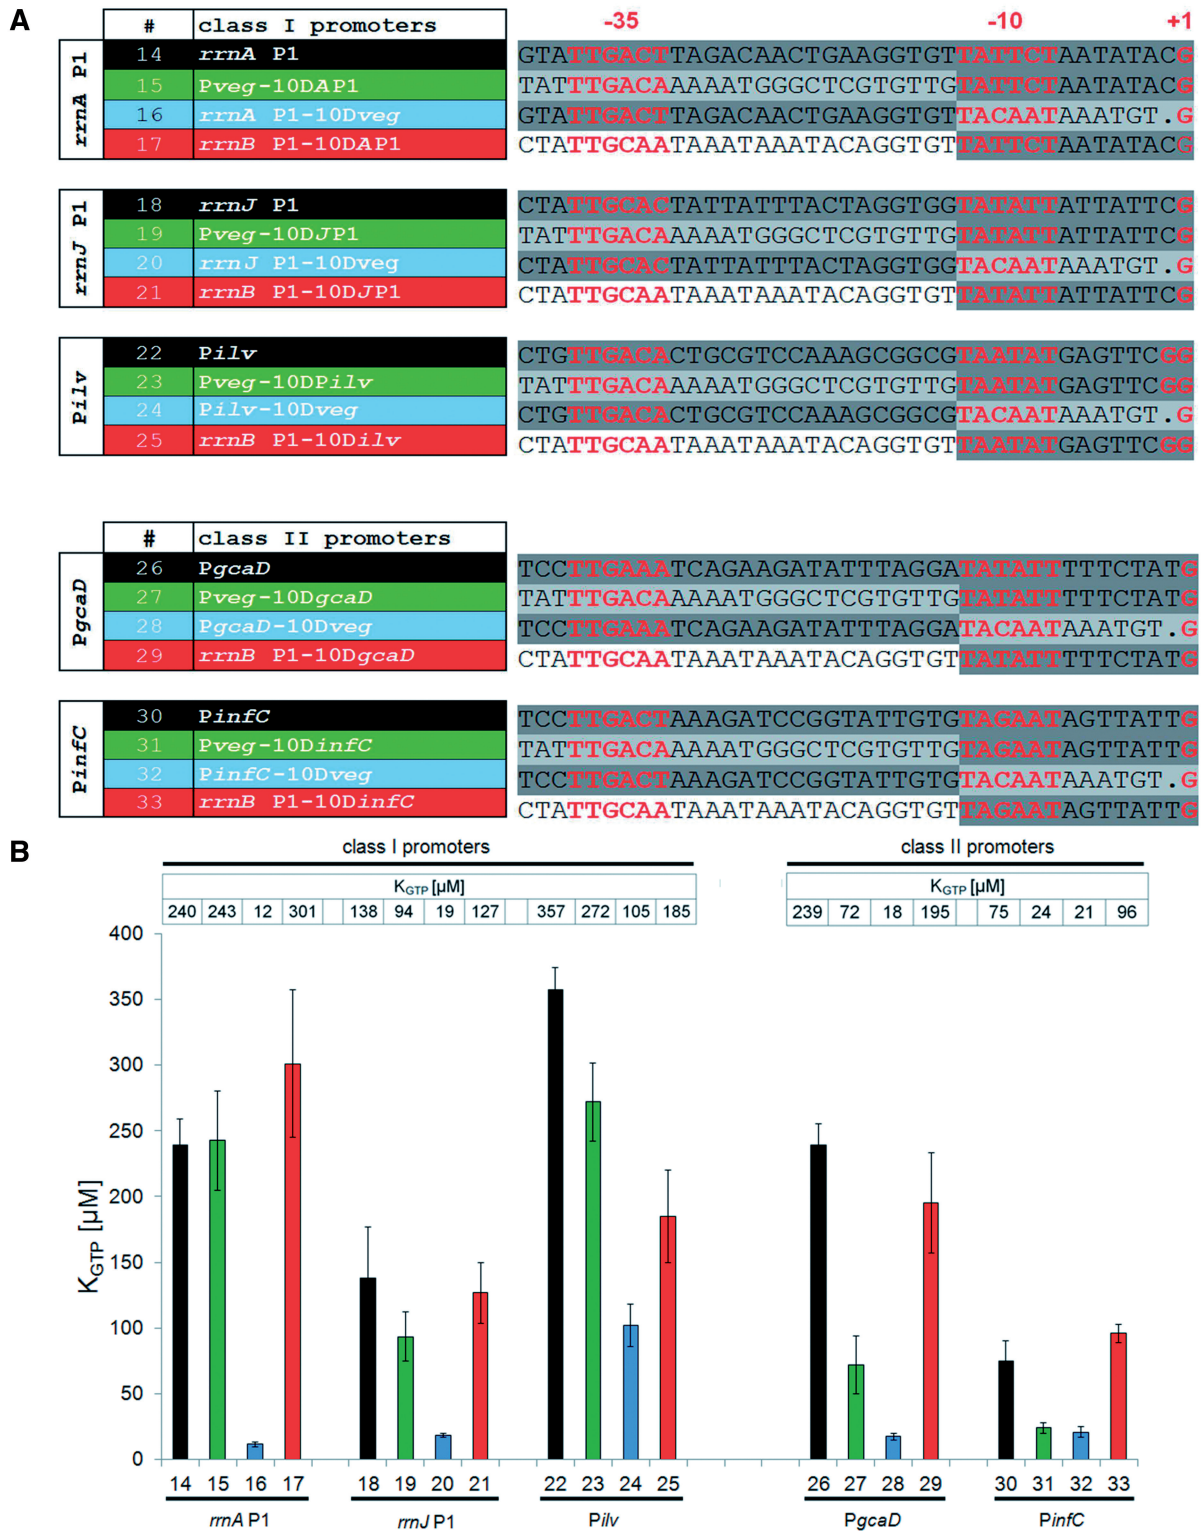 A
# class I promoters -35 -10 +1
rrnA P1
14 rrnA P1 GTATTGACTTAGACAACTGAAGGTGTTATTCTAATATACG
15 Pveg-10DAP1 TATTTGACAAAAATGGGCTCGTGTTGTATTCTAATATACG
16 rrnA P1-10Dveg GTATTGACTTAGACAACTGAAGGTGTTACAATAAATGT.G
17 rrnB P1-10DAP1 CTATTGCAATAAATAAATACAGGTGTTATTCTAATATACG
rrnJ P1
18 rrnJ P1 CTATTGCACTATTATTTACTAGGTGGTATATTATTATTCG
19 Pveg-10DJP1 TATTTGACAAAAATGGGCTCGTGTTGTATATTATTATTCG
20 rrnJ P1-10Dveg CTATTGCACTATTATTTACTAGGTGGTACAATAAATGT.G
21 rrnB P1-10DJP1 CTATTGCAATAAATAAATACAGGTGTTATATTATTATTCG
Pilv
22 Pilv CTGTTGACACTGCGTCCAAAGCGGCGTAATATGAGTTCGG
23 Pveg-10DPilv TATTTGACAAAAATGGGCTCGTGTTGTAATATGAGTTCGG
24 Pilv-10Dveg CTGTTGACACTGCGTCCAAAGCGGCGTACAATAAATGT.G
25 rrnB P1-10Dilv CTATTGCAATAAATAAATACAGGTGTTAATATGAGTTCGG
# class II promoters
PgcaD
26 PgcaD TCCTTGAAATCAGAAGATATTTAGGATATATTTTTCTATG
27 Pveg-10DgcaD TATTTGACAAAAATGGGCTCGTGTTGTATATTTTTCTATG
28 PgcaD-10Dveg TCCTTGAAATCAGAAGATATTTAGGATACAATAAATGT.G
29 rrnB P1-10DgcaD CTATTGCAATAAATAAATACAGGTGTTATATTTTTCTATG
PinfC
30 PinfC TCCTTGACTAAAGATCCGGTATTGTGTAGAATAGTTATTG
31 Pveg-10DinfC TATTTGACAAAAATGGGCTCGTGTTGTAGAATAGTTATTG
32 PinfC-10Dveg TCCTTGACTAAAGATCCGGTATTGTGTACAATAAATGT.G
33 rrnB P1-10DinfC CTATTGCAATAAATAAATACAGGTGTTAGAATAGTTATTG
B
class I promoters class II promoters
KGTP [µM] KGTP [µM]
240 243 12 301 138 94 19 127 357 272 105 185 239 72 18 195 75 24 21 96
KGTP [µM]
400
350
300
250
200
150
100
50
0
14 15 16 17 18 19 20 21 22 23 24 25 26 27 28 29 30 31 32 33
rrnA P1 rrnJ P1 Pilv PgcaD PinfC